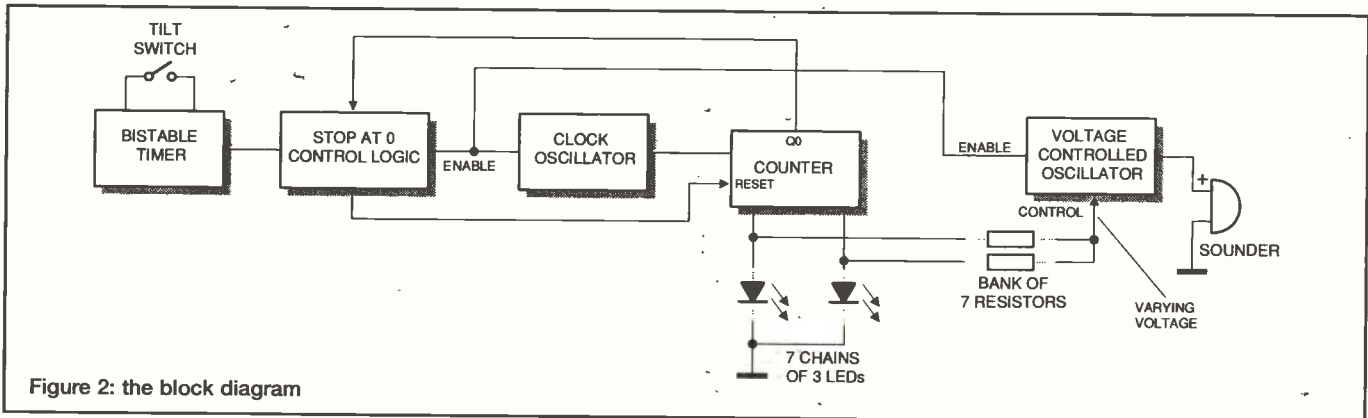 TILT
SWITCH
BISTABLE
TIMER
STOP AT 0
CONTROL LOGIC
ENABLE
CLOCK
OSCILLATOR
Q0
COUNTER
RESET
ENABLE
VOLTAGE
CONTROLLED
OSCILLATOR
CONTROL
+
SOUNDER
BANK OF
7 RESISTORS
VARYING
VOLTAGE
7 CHAINS
OF 3 LEDs
Figure 2: the block diagram